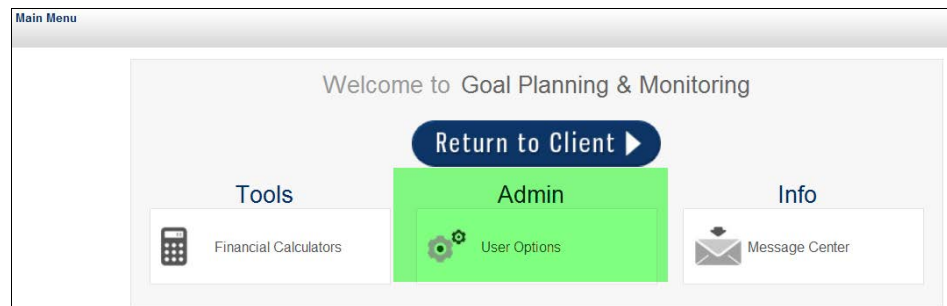 Main Menu
Welcome to Goal Planning & Monitoring
Return to Client
Tools
Admin
Info
Financial Calculators
User Options
Message Center